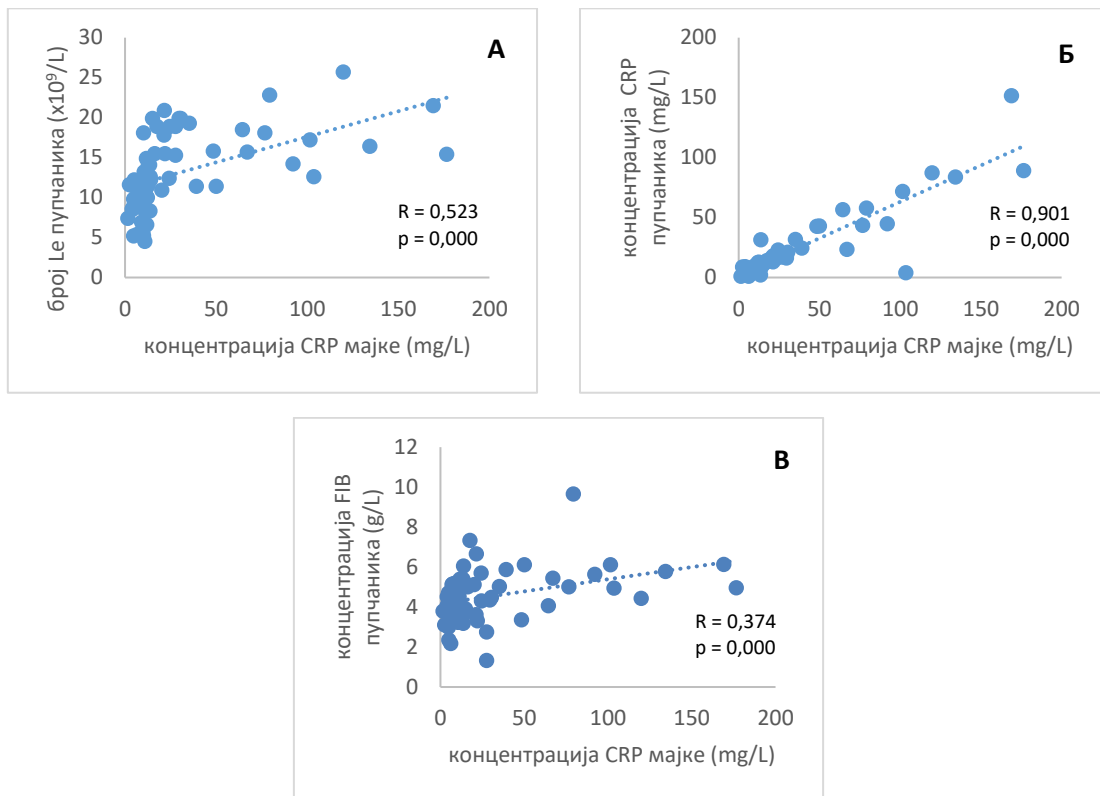 А
број Le пупчаника (x10⁹/L)
30
25
20
15
10
5
0
R = 0,523
p = 0,000
0 50 100 150 200
концентрација CRP мајке (mg/L)
Б
концентрација CRP
пупчаника (mg/L)
200
150
100
50
0
R = 0,901
p = 0,000
0 50 100 150 200
концентрација CRP мајке (mg/L)
В
концентрација FIB
пупчаника (g/L)
12
10
8
6
4
2
0
R = 0,374
p = 0,000
0 50 100 150 200
концентрација CRP мајке (mg/L)